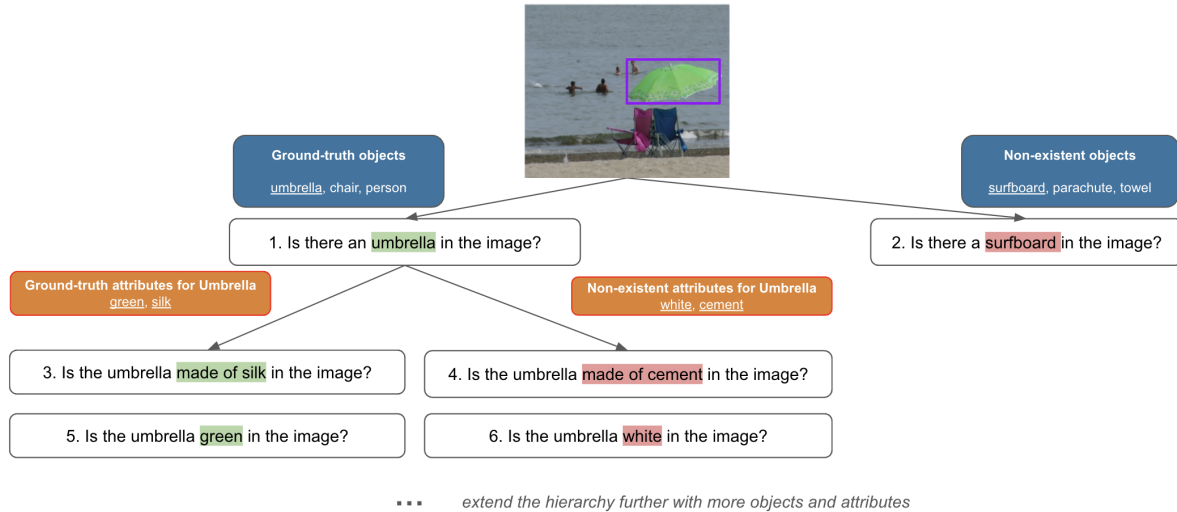 Ground-truth objects
umbrella, chair, person
Non-existent objects
surfboard, parachute, towel
1. Is there an umbrella in the image?
2. Is there a surfboard in the image?
Ground-truth attributes for Umbrella
green, silk
Non-existent attributes for Umbrella
white, cement
3. Is the umbrella made of silk in the image?
4. Is the umbrella made of cement in the image?
5. Is the umbrella green in the image?
6. Is the umbrella white in the image?
... extend the hierarchy further with more objects and attributes